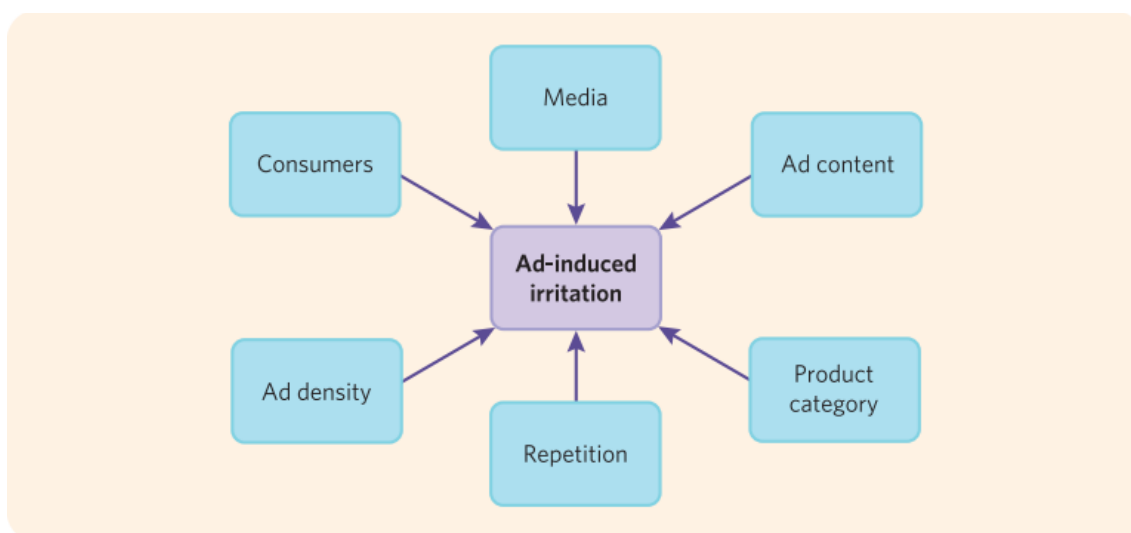 Media
Consumers
Ad content
Ad-induced
irritation
Ad density
Product
category
Repetition